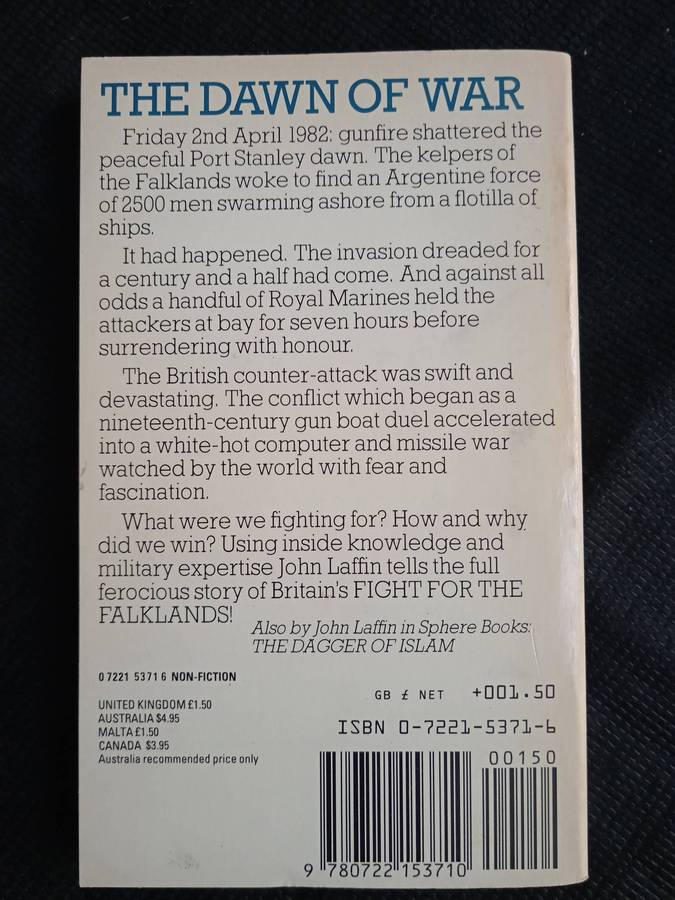 THE DAWN OF WAR
Friday 2nd April 1982: gunfire shattered the
peaceful Port Stanley dawn. The kelpers of
the Falklands woke to find an Argentine force
of 2500 men swarming ashore from a flotilla of
ships.
It had happened. The invasion dreaded for
a century and a half had come. And against all
odds a handful of Royal Marines held the
attackers at bay for seven hours before
surrendering with honour.
The British counter-attack was swift and
devastating. The conflict which began as a
nineteenth-century gun boat duel accelerated
into a white-hot computer and missile war
watched by the world with fear and
fascination.
What were we fighting for? How and why
did we win? Using inside knowledge and
military expertise John Laffin tells the full
ferocious story of Britain's FIGHT FOR THE
FALKLANDS!
Also by John Laffin in Sphere Books:
THE DAGGER OF ISLAM
0 7221 5371 6 NON-FICTION
UNITED KINGDOM £1.50
AUSTRALIA $4.95
MALTA £1.50
CANADA $3.95
Australia recommended price only
GB £ NET +001.50
ISBN 0-7221-5371-6
00150
9 780722 153710